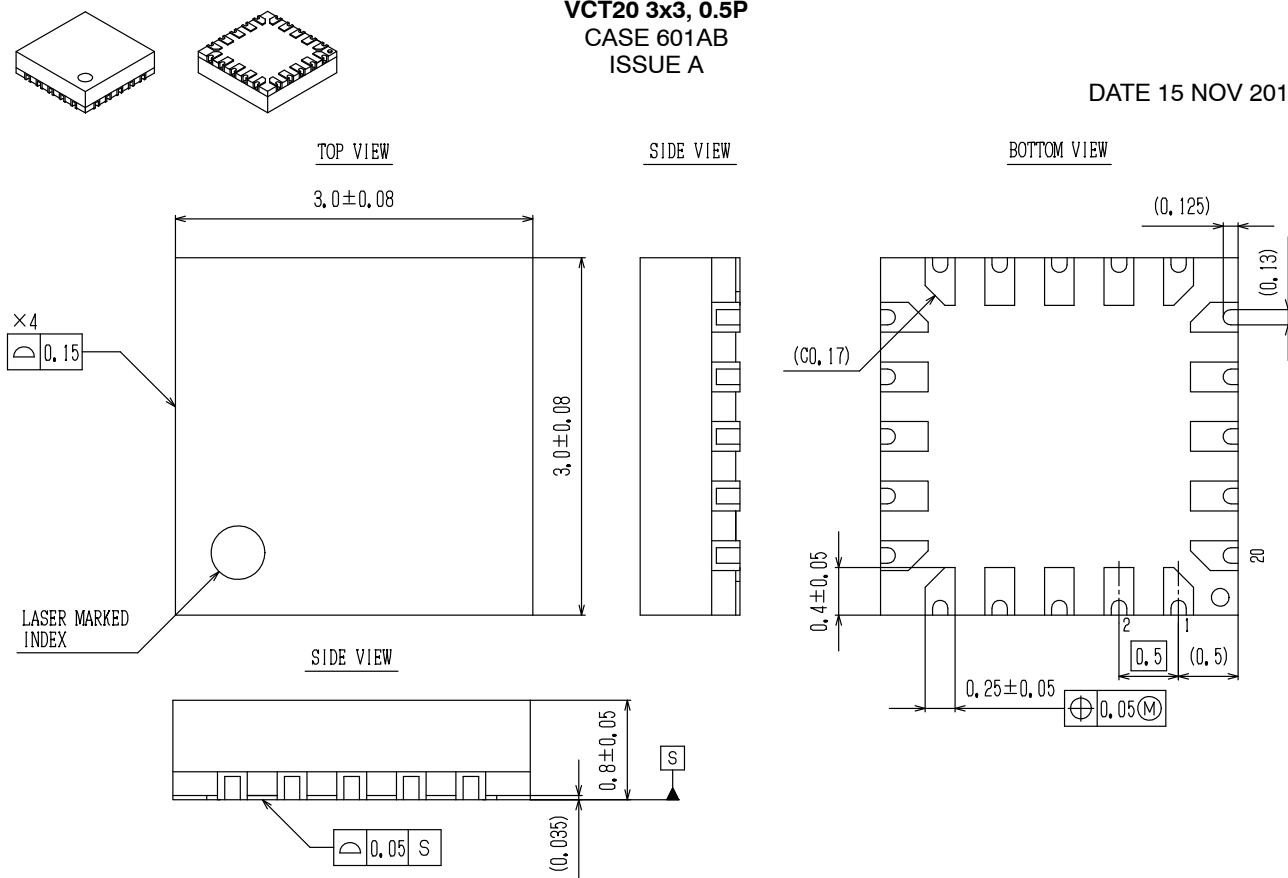 VCT20 3x3, 0.5P
CASE 601AB
ISSUE A
DATE 15 NOV 201
TOP VIEW
SIDE VIEW
BOTTOM VIEW
3.0±0.08
(0.125)
(0.13)
×4
0.15
(C0.17)
3.0±0.08
0.4±0.05
20
LASER MARKED
INDEX
2
1
0.5
(0.5)
SIDE VIEW
0.25±0.05
0.05Ⓜ
0.8±0.05
S
(0.035)
0.05 S